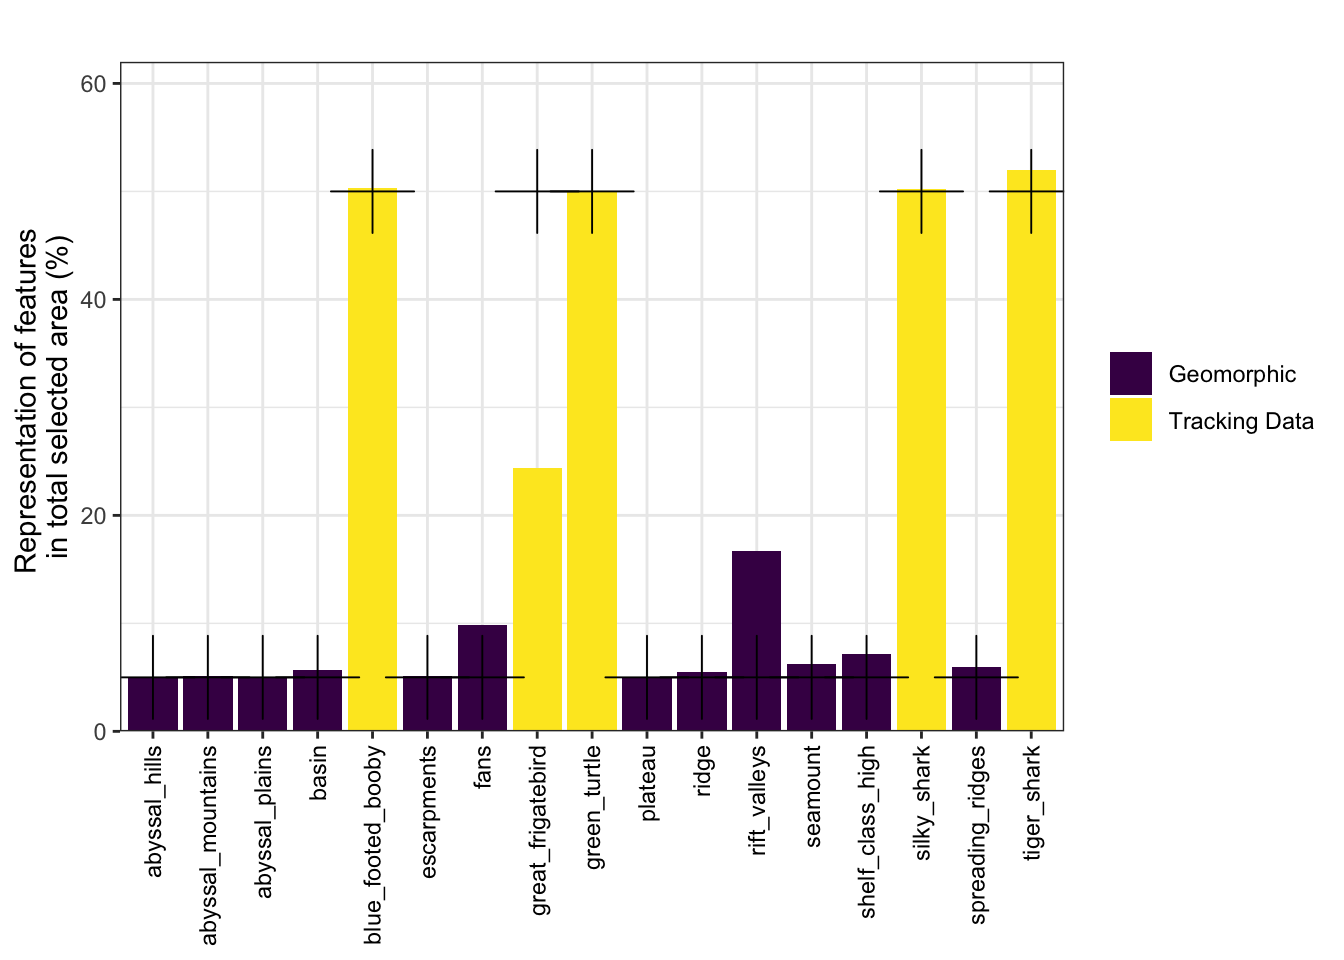 Representation of features
in total selected area (%)
60
40
20
0
abyssal_hills
abyssal_mountains
abyssal_plains
basin
blue_footed_booby
escarpments
fans
great_frigatebird
green_turtle
plateau
ridge
rift_valleys
seamount
shelf_class_high
silky_shark
spreading_ridges
tiger_shark
Geomorphic
Tracking Data